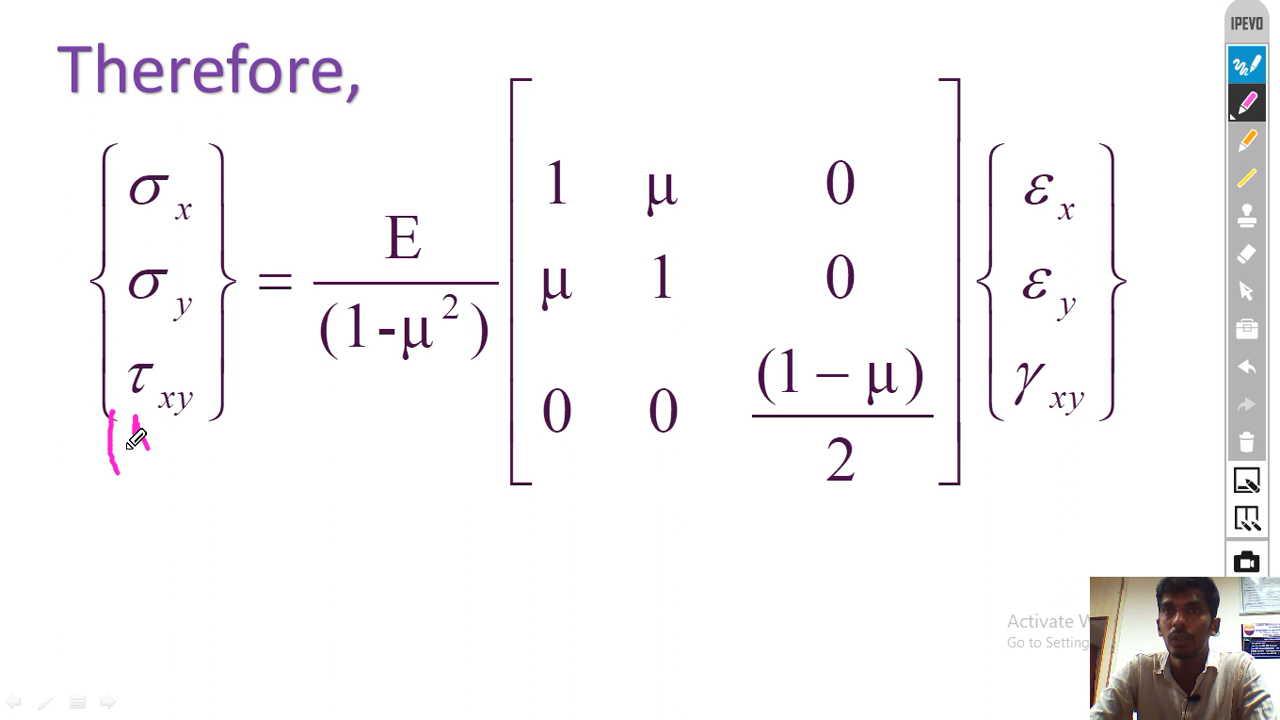 Therefore,
σx 1 μ 0 εx
σy = E/(1-μ²) μ 1 0 εy
τxy 0 0 (1 – μ)/2 γxy
IPEVO
Activate W
Go to Setting